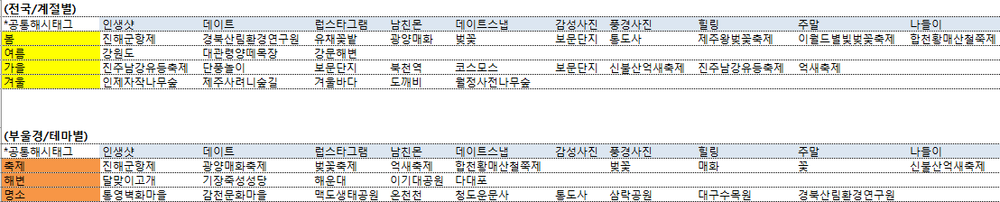 (전국/계절별)
*공통해시태그 인생샷 데이트 럽스타그램 남친몬 데이트스냅 감성사진 풍경사진 힐링 주말 나들이
봄 진해군항제 경북산림환경연구원 유채꽃밭 광양매화 벚꽃 보문단지 통도사 제주왕벚꽃축제 이월드별빛벚꽃축제 합천황매산철쭉제
여름 강원도 대관령양떼목장 강문해변
가을 진주남강유등축제 단풍놀이 보문단지 북천역 코스모스 보문단지 신불산억새축제 진주남강유등축제 억새축제
겨울 인제자작나무숲 제주사려니숲길 겨울바다 도깨비 월정사전나무숲
(부울경/테마별)
*공통해시태그 인생샷 데이트 럽스타그램 남친몬 데이트스냅 감성사진 풍경사진 힐링 주말 나들이
축제 진해군항제 광양매화축제 벚꽃축제 억새축제 합천황매산철쭉제 벚꽃 매화 꽃 신불산억새축제
해변 달맞이고개 기장죽성성당 해운대 이기대공원 다대포
명소 통영벽화마을 감천문화마을 맥도생태공원 온천천 청도운문사 통도사 삼락공원 대구수목원 경북산림환경연구원